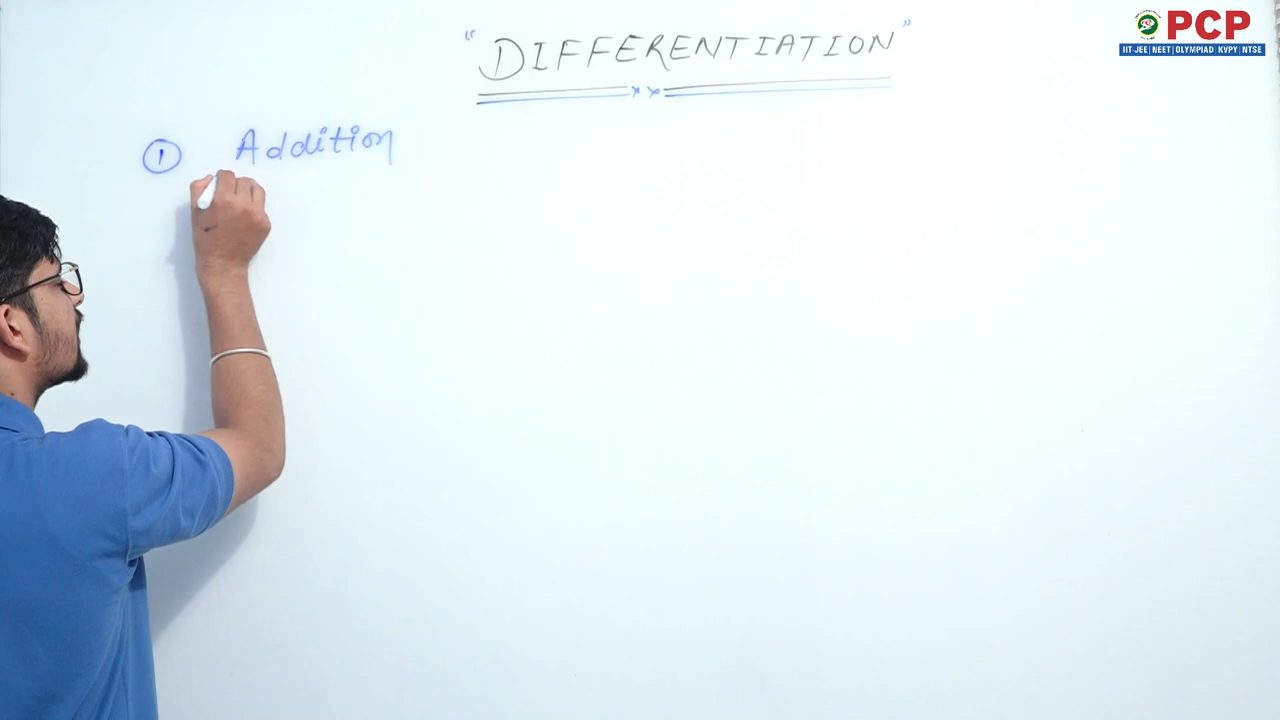 "DIFFERENTIATION"
PCP
IIT-JEE | NEET | OLYMPIAD KVPY | NTSE
① Addition